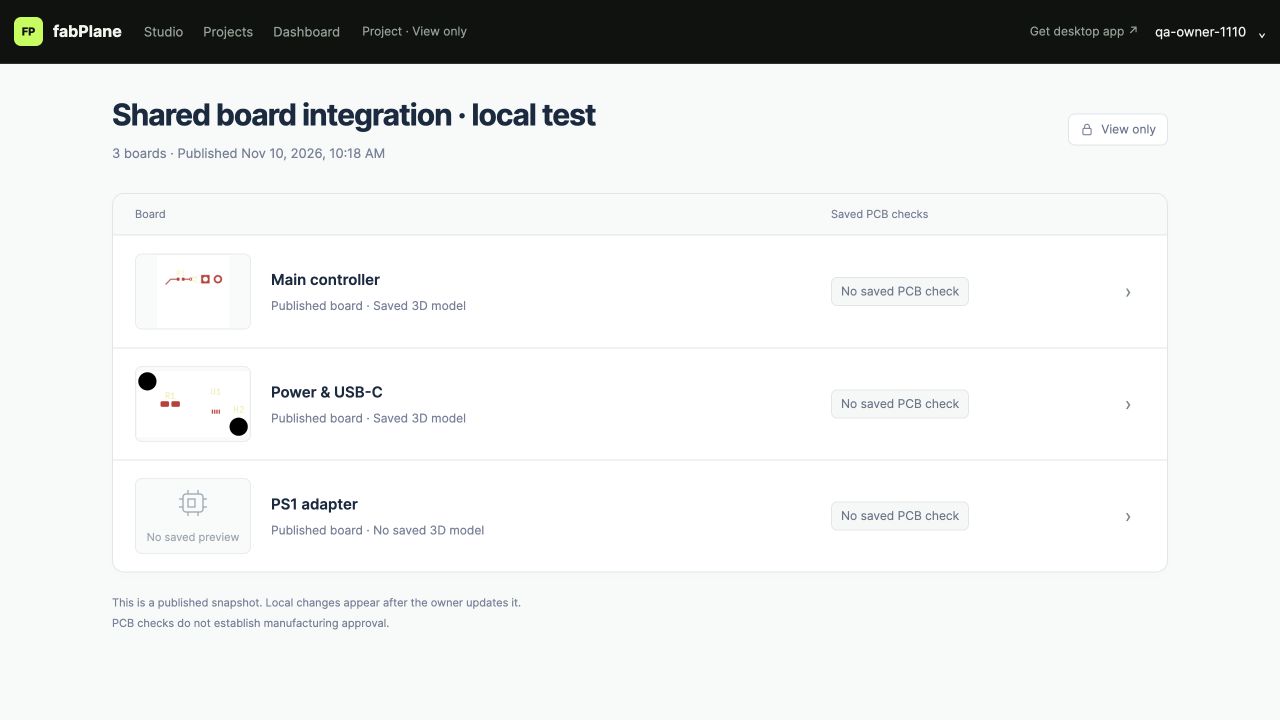 FP fabPlane Studio Projects Dashboard Project · View only Get desktop app ↗ qa-owner-1110
Shared board integration · local test
View only
3 boards · Published Nov 10, 2026, 10:18 AM
Board Saved PCB checks
Main controller
Published board · Saved 3D model
No saved PCB check
Power & USB-C
Published board · Saved 3D model
No saved PCB check
PS1 adapter
Published board · No saved 3D model
No saved preview
No saved PCB check
This is a published snapshot. Local changes appear after the owner updates it.
PCB checks do not establish manufacturing approval.